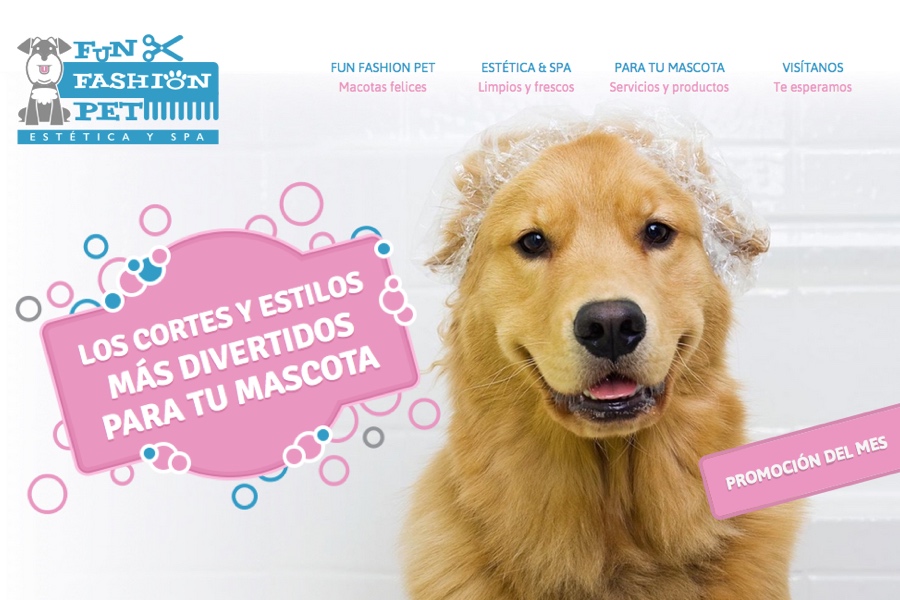 FUN
FASHION
PET
ESTÉTICA Y SPA
FUN FASHION PET
Macotas felices
ESTÉTICA & SPA
Limpios y frescos
PARA TU MASCOTA
Servicios y productos
VISÍTANOS
Te esperamos
LOS CORTES Y ESTILOS
MÁS DIVERTIDOS
PARA TU MASCOTA
PROMOCIÓN DEL MES